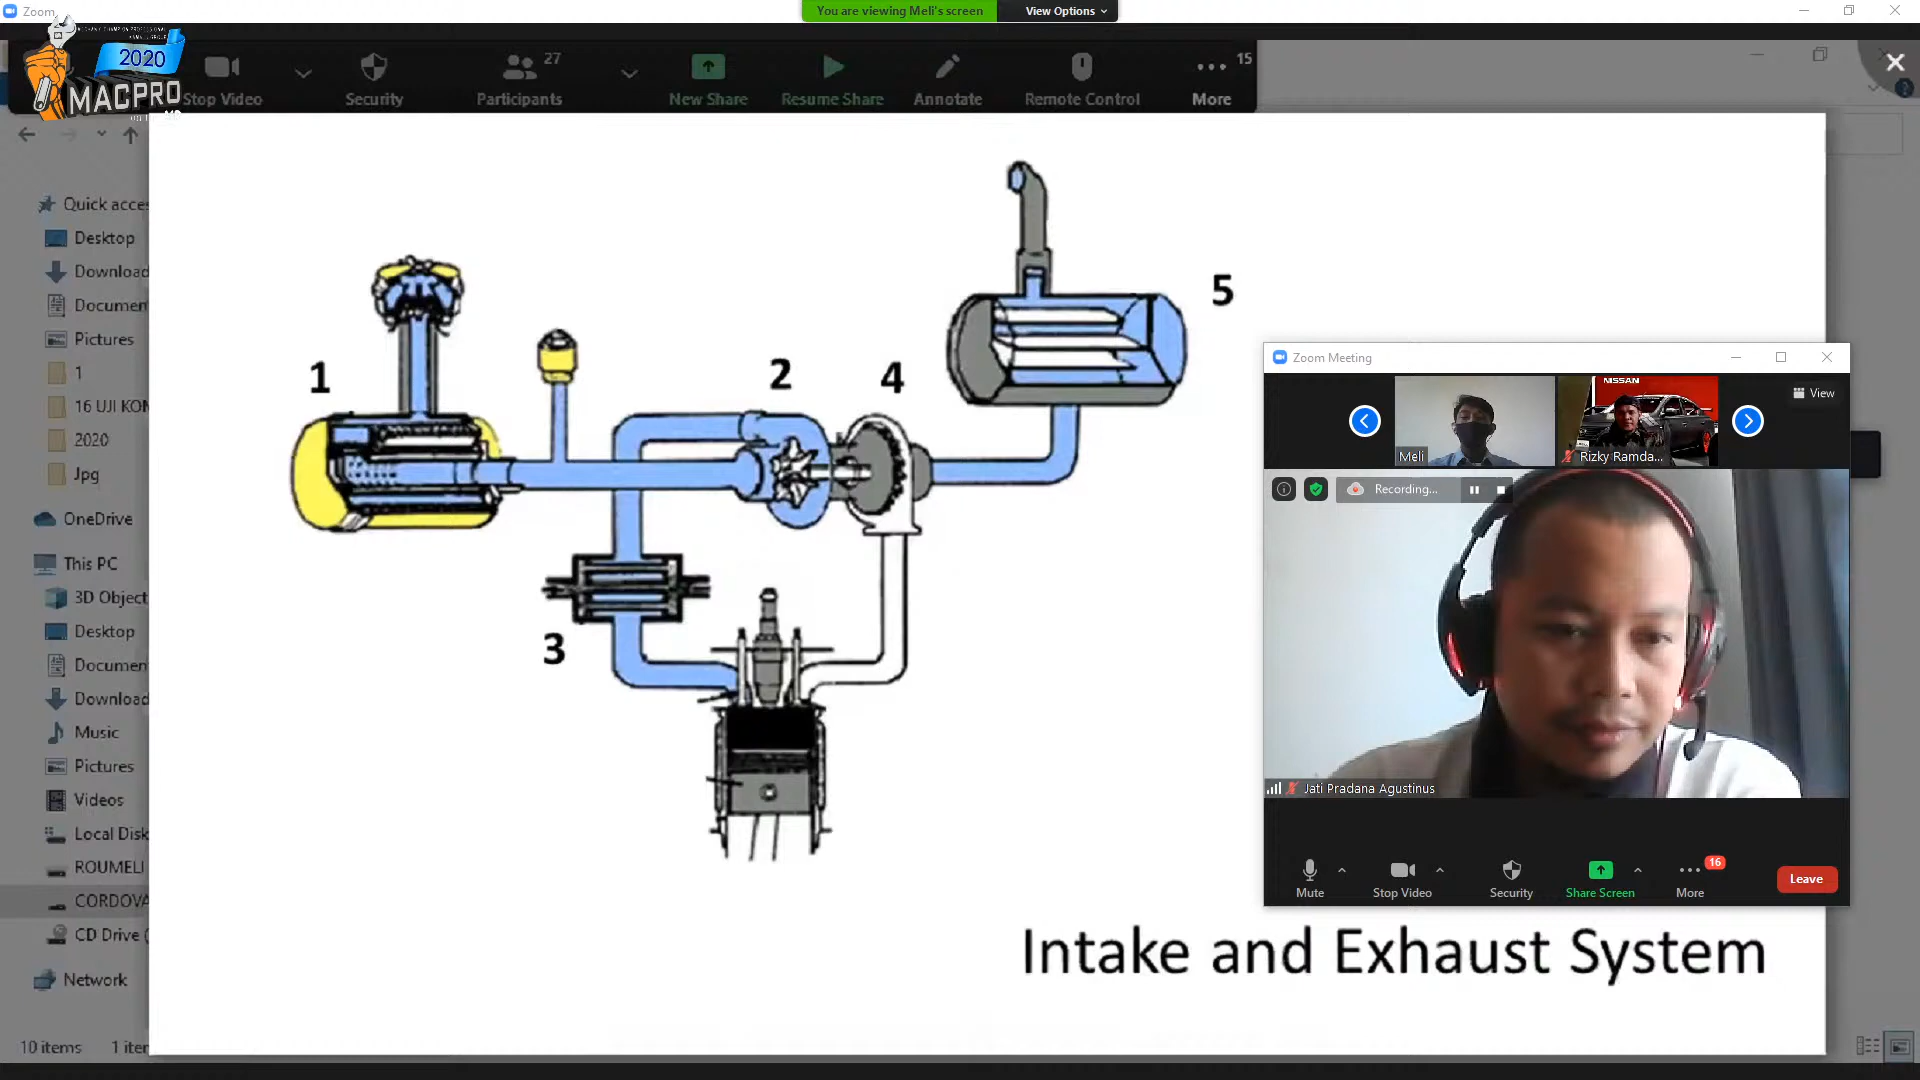 Zoom
You are viewing Meli's screen
View Options
2020
MACPRO
Stop Video
Security
Participants
27
New Share
Resume Share
Annotate
Remote Control
More
15
Quick acces
Desktop
Download
Documen
Pictures
1
16 UJI KON
2020
Jpg
OneDrive
This PC
3D Object
Desktop
Documen
Download
Music
Pictures
Videos
Local Disk
ROUMELI
CORDOVA
CD Drive (
Network
10 items
1 iter
1
2
3
4
5
Intake and Exhaust System
Zoom Meeting
View
NISSAN
Meli
Rizky Ramda...
Recording...
Jati Pradana Agustinus
Mute
Stop Video
Security
Share Screen
More
16
Leave